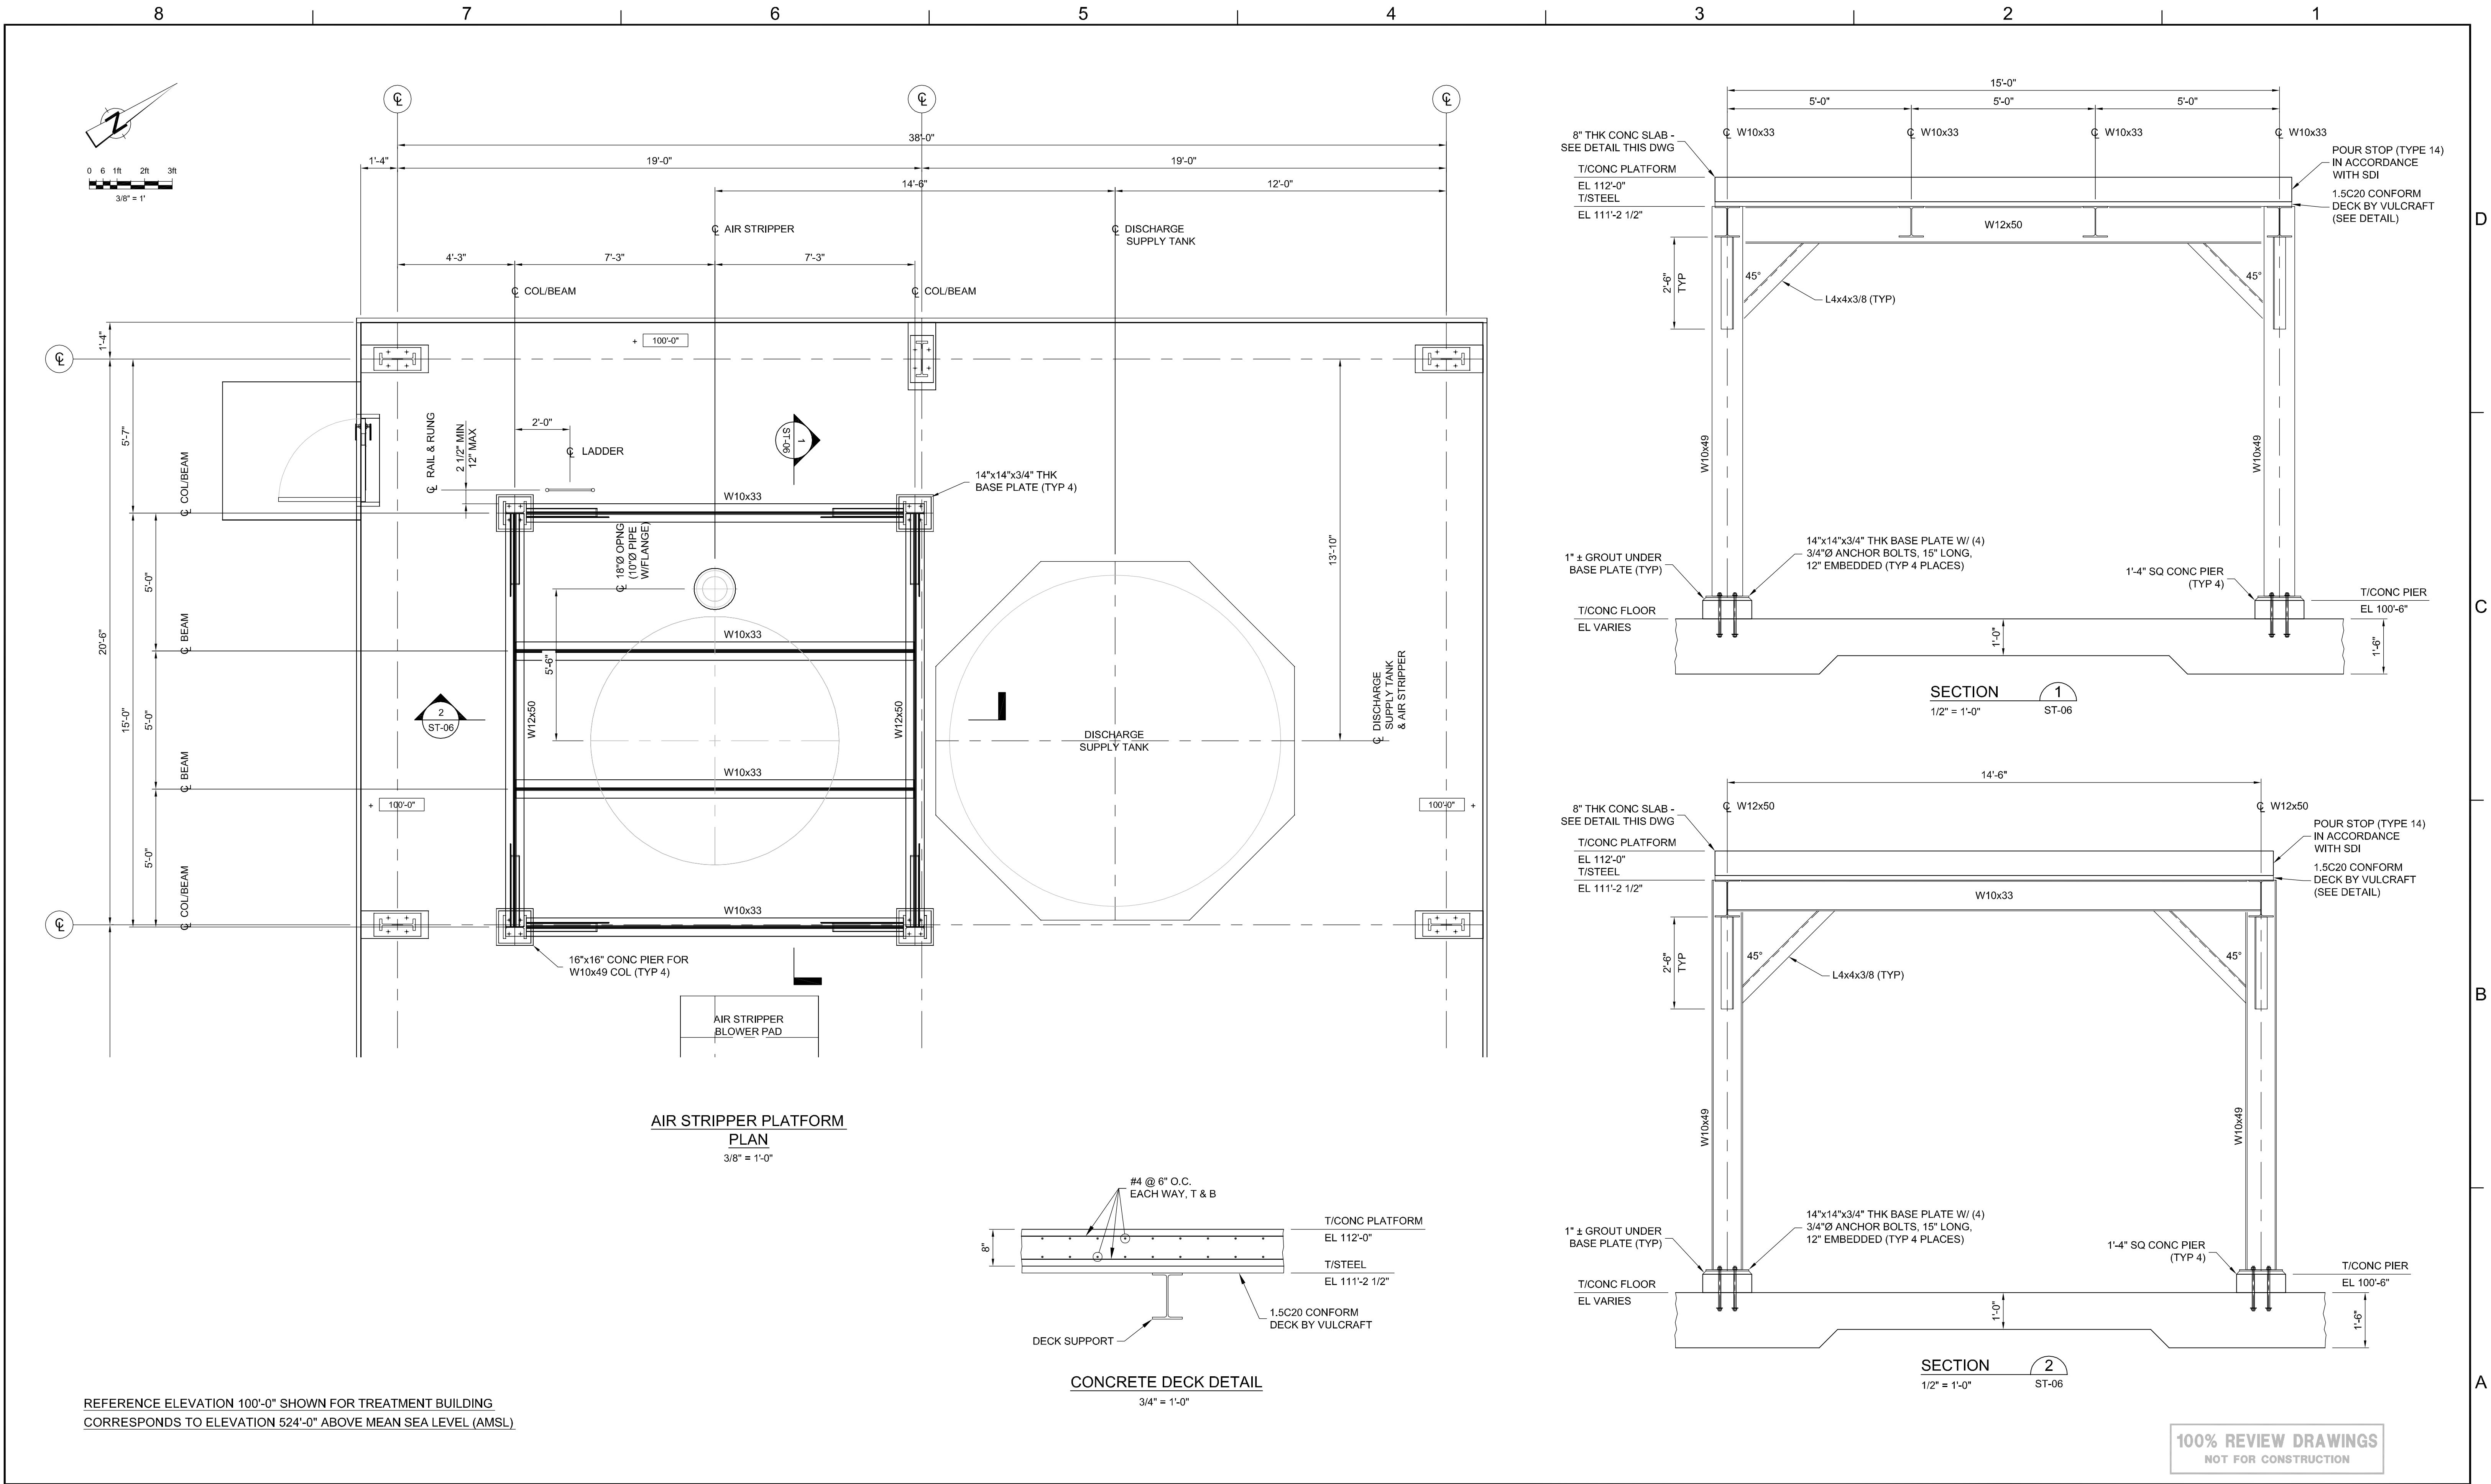 8 7 6 5 4 3 2 1
D
C
B
A
N
0 6 1ft 2ft 3ft
3/8" = 1'
℄
℄
℄
38'-0"
1'-4"
19'-0"
19'-0"
14'-6"
12'-0"
℄ AIR STRIPPER
℄ DISCHARGE
SUPPLY TANK
4'-3"
7'-3"
7'-3"
℄ COL/BEAM
℄ COL/BEAM
1'-4"
℄
+ 100'-0"
5'-7"
20'-6"
15'-0"
5'-0"
5'-0"
5'-0"
℄ COL/BEAM
℄ BEAM
℄ BEAM
℄ COL/BEAM
℄
℄ RAIL & RUNG
2 1/2" MIN
12" MAX
2'-0"
℄ LADDER
1
ST-06
14"x14"x3/4" THK
BASE PLATE (TYP 4)
W10x33
℄ 18"Ø OPNG
(10"Ø PIPE
W/FLANGE)
13'-10"
W10x33
5'-6"
2
ST-06
W12x50
W12x50
DISCHARGE
SUPPLY TANK
℄ DISCHARGE
SUPPLY TANK
& AIR STRIPPER
W10x33
+ 100'-0"
100'-0" +
W10x33
16"x16" CONC PIER FOR
W10x49 COL (TYP 4)
AIR STRIPPER
BLOWER PAD
AIR STRIPPER PLATFORM
PLAN
3/8" = 1'-0"
#4 @ 6" O.C.
EACH WAY, T & B
8"
T/CONC PLATFORM
EL 112'-0"
T/STEEL
EL 111'-2 1/2"
1.5C20 CONFORM
DECK BY VULCRAFT
DECK SUPPORT
CONCRETE DECK DETAIL
3/4" = 1'-0"
REFERENCE ELEVATION 100'-0" SHOWN FOR TREATMENT BUILDING
CORRESPONDS TO ELEVATION 524'-0" ABOVE MEAN SEA LEVEL (AMSL)
15'-0"
5'-0"
5'-0"
5'-0"
℄ W10x33
℄ W10x33
℄ W10x33
℄ W10x33
8" THK CONC SLAB -
SEE DETAIL THIS DWG
T/CONC PLATFORM
EL 112'-0"
T/STEEL
EL 111'-2 1/2"
POUR STOP (TYPE 14)
IN ACCORDANCE
WITH SDI
1.5C20 CONFORM
DECK BY VULCRAFT
(SEE DETAIL)
W12x50
2'-6"
TYP
45°
45°
L4x4x3/8 (TYP)
W10x49
W10x49
14"x14"x3/4" THK BASE PLATE W/ (4)
3/4"Ø ANCHOR BOLTS, 15" LONG,
12" EMBEDDED (TYP 4 PLACES)
1" ± GROUT UNDER
BASE PLATE (TYP)
1'-4" SQ CONC PIER
(TYP 4)
T/CONC FLOOR
EL VARIES
T/CONC PIER
EL 100'-6"
1'-0"
1'-6"
SECTION 1
1/2" = 1'-0" ST-06
14'-6"
℄ W12x50
℄ W12x50
8" THK CONC SLAB -
SEE DETAIL THIS DWG
T/CONC PLATFORM
EL 112'-0"
T/STEEL
EL 111'-2 1/2"
POUR STOP (TYPE 14)
IN ACCORDANCE
WITH SDI
1.5C20 CONFORM
DECK BY VULCRAFT
(SEE DETAIL)
W10x33
2'-6"
TYP
45°
45°
L4x4x3/8 (TYP)
W10x49
W10x49
14"x14"x3/4" THK BASE PLATE W/ (4)
3/4"Ø ANCHOR BOLTS, 15" LONG,
12" EMBEDDED (TYP 4 PLACES)
1" ± GROUT UNDER
BASE PLATE (TYP)
1'-4" SQ CONC PIER
(TYP 4)
T/CONC FLOOR
EL VARIES
T/CONC PIER
EL 100'-6"
1'-0"
1'-6"
SECTION 2
1/2" = 1'-0" ST-06
100% REVIEW DRAWINGS
NOT FOR CONSTRUCTION